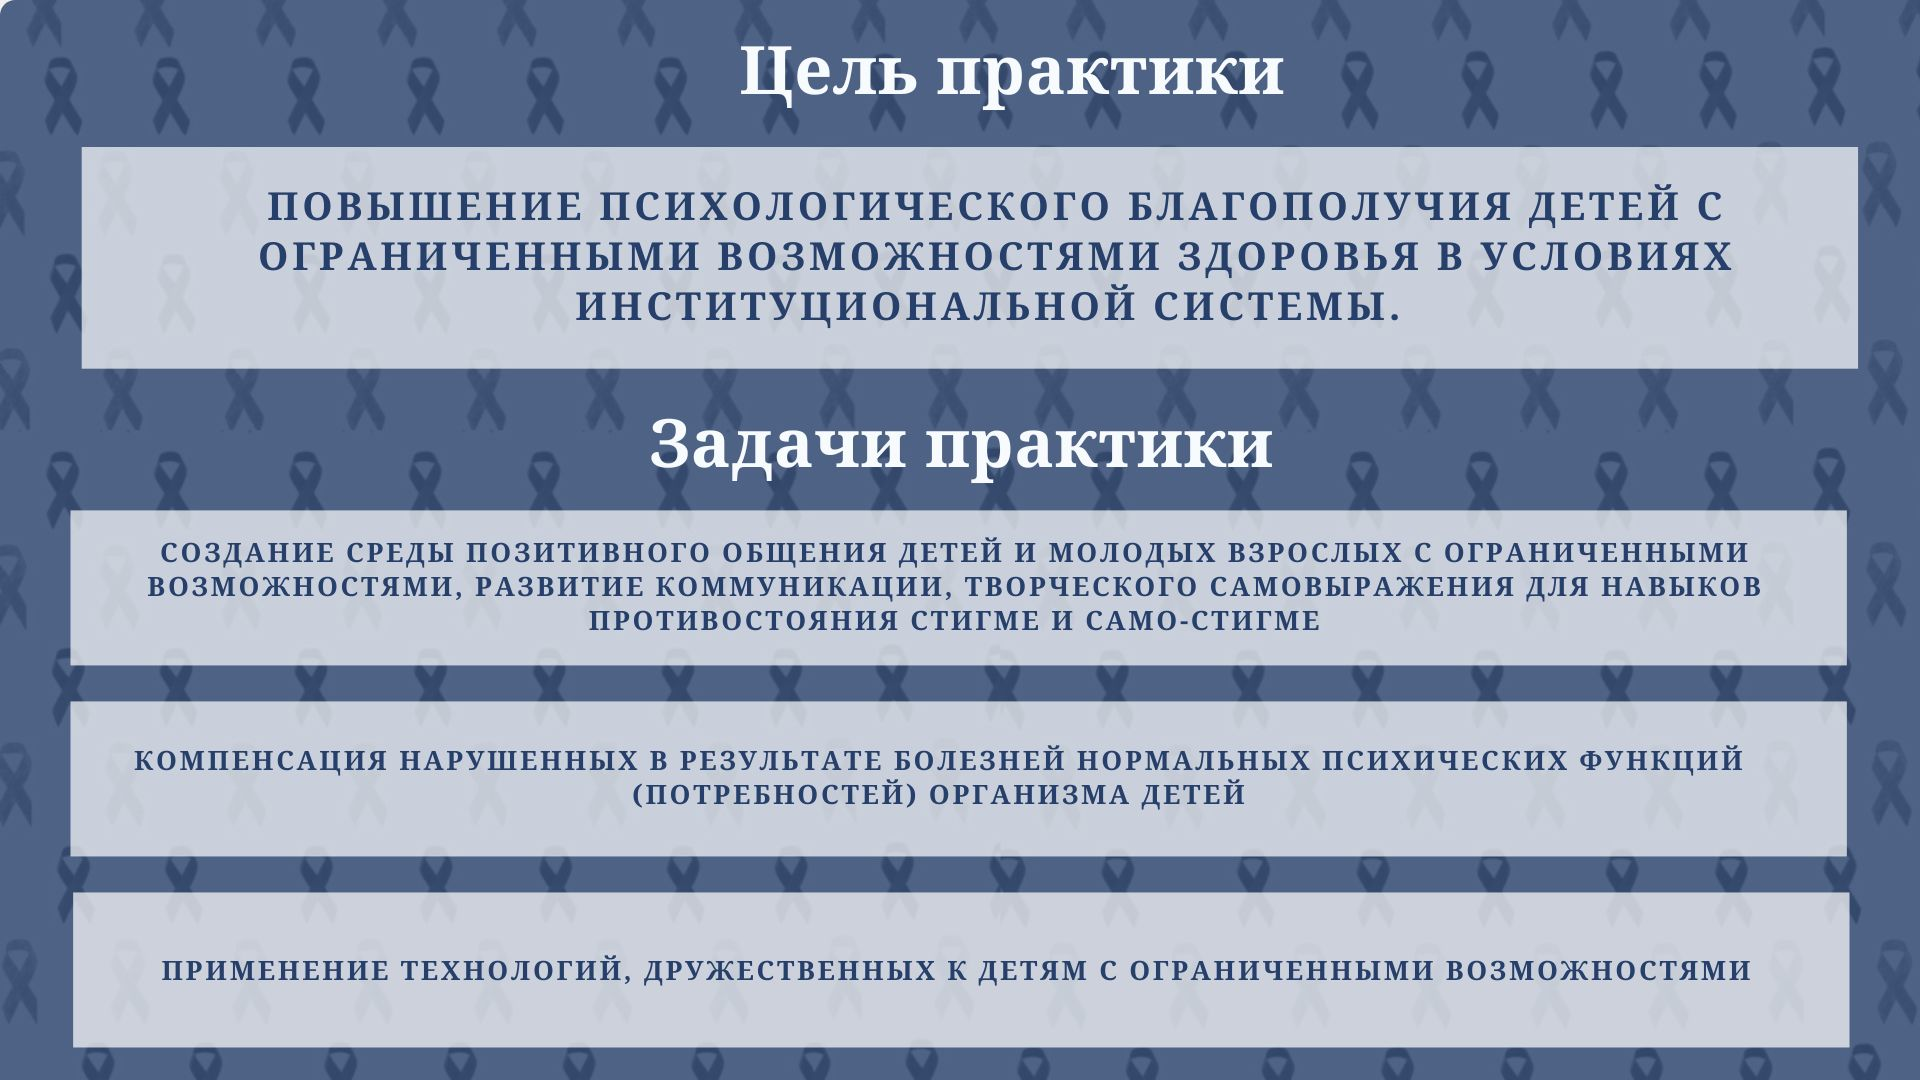 Цель практики
ПОВЫШЕНИЕ ПСИХОЛОГИЧЕСКОГО БЛАГОПОЛУЧИЯ ДЕТЕЙ С
ОГРАНИЧЕННЫМИ ВОЗМОЖНОСТЯМИ ЗДОРОВЬЯ В УСЛОВИЯХ
ИНСТИТУЦИОНАЛЬНОЙ СИСТЕМЫ.
Задачи практики
СОЗДАНИЕ СРЕДЫ ПОЗИТИВНОГО ОБЩЕНИЯ ДЕТЕЙ И МОЛОДЫХ ВЗРОСЛЫХ С ОГРАНИЧЕННЫМИ
ВОЗМОЖНОСТЯМИ, РАЗВИТИЕ КОММУНИКАЦИИ, ТВОРЧЕСКОГО САМОВЫРАЖЕНИЯ ДЛЯ НАВЫКОВ
ПРОТИВОСТОЯНИЯ СТИГМЕ И САМО-СТИГМЕ
КОМПЕНСАЦИЯ НАРУШЕННЫХ В РЕЗУЛЬТАТЕ БОЛЕЗНЕЙ НОРМАЛЬНЫХ ПСИХИЧЕСКИХ ФУНКЦИЙ
(ПОТРЕБНОСТЕЙ) ОРГАНИЗМА ДЕТЕЙ
ПРИМЕНЕНИЕ ТЕХНОЛОГИЙ, ДРУЖЕСТВЕННЫХ К ДЕТЯМ С ОГРАНИЧЕННЫМИ ВОЗМОЖНОСТЯМИ